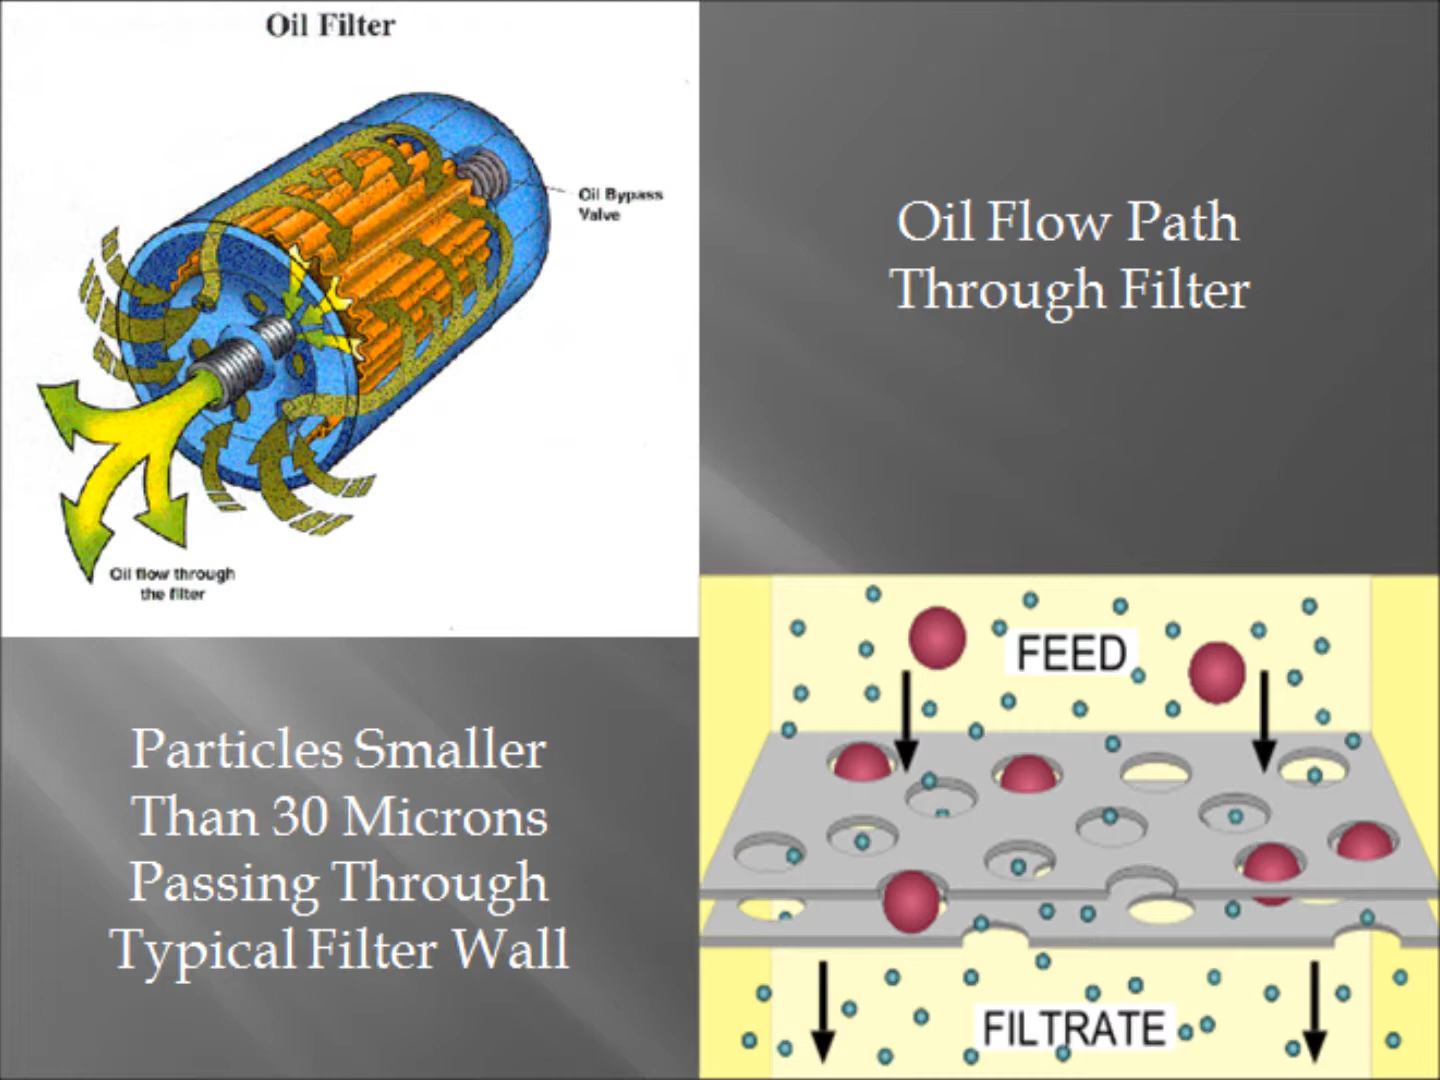 Oil Filter
Oil Bypass
Valve
Oil flow through
the filter
Oil Flow Path
Through Filter
Particles Smaller
Than 30 Microns
Passing Through
Typical Filter Wall
FEED
FILTRATE